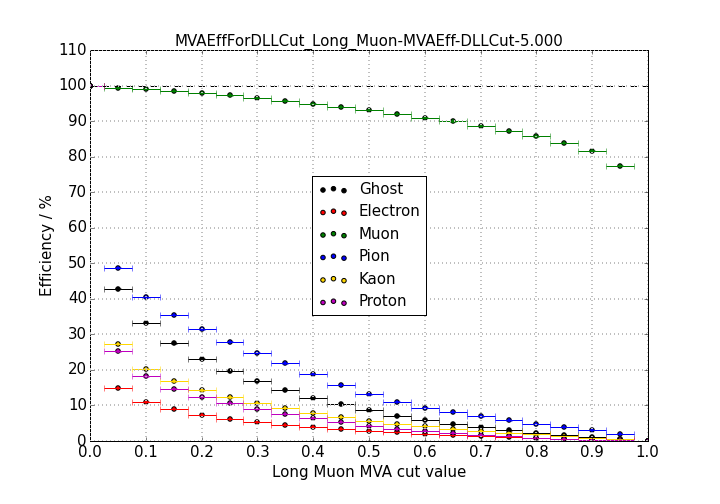 MVAEffForDLLCut_Long_Muon-MVAEff-DLLCut-5.000
110
100
90
80
70
60
50
40
30
20
10
0
Efficiency / %
Ghost
Electron
Muon
Pion
Kaon
Proton
0.0 0.1 0.2 0.3 0.4 0.5 0.6 0.7 0.8 0.9 1.0
Long Muon MVA cut value